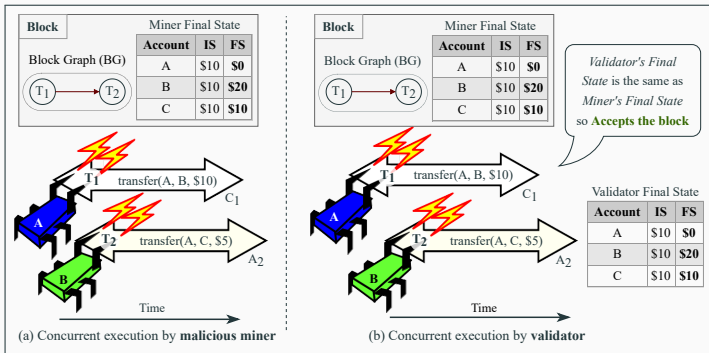 Block
Miner Final State
Block Graph (BG)
T1
T2
Account IS FS
A $10 $0
B $10 $20
C $10 $10
T1
transfer(A, B, $10)
C1
A
T2
transfer(A, C, $5)
A2
B
Time
(a) Concurrent execution by malicious miner
Block
Miner Final State
Block Graph (BG)
T1
T2
Account IS FS
A $10 $0
B $10 $20
C $10 $10
Validator's Final
State is the same as
Miner's Final State
so Accepts the block
T1
transfer(A, B, $10)
C1
A
T2
transfer(A, C, $5)
A2
B
Validator Final State
Account IS FS
A $10 $0
B $10 $20
C $10 $10
Time
(b) Concurrent execution by validator